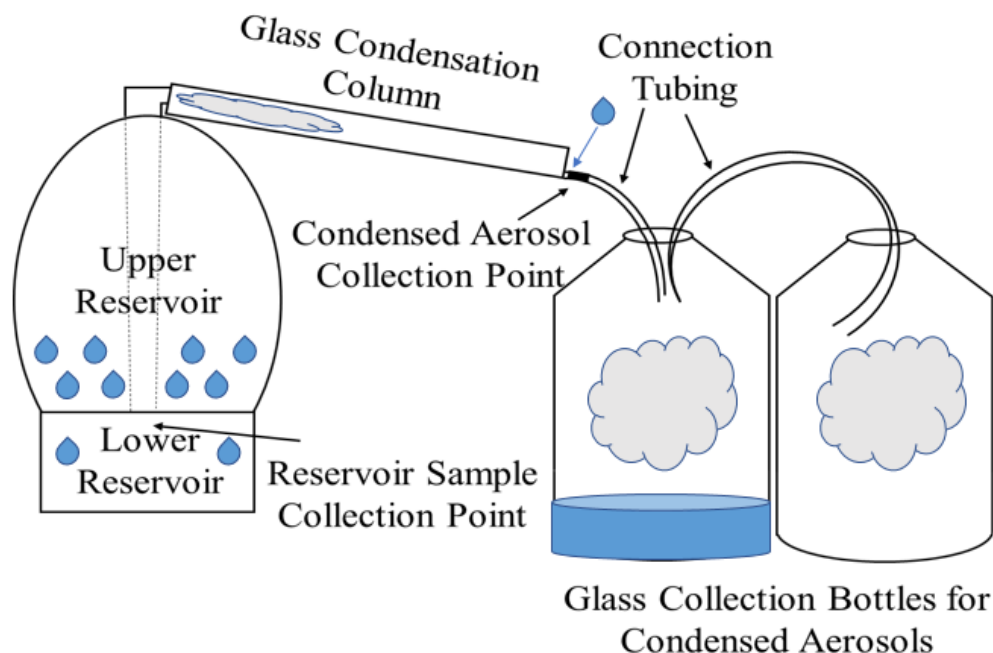 Glass Condensation
Column
Connection
Tubing
Condensed Aerosol
Collection Point
Upper
Reservoir
Lower
Reservoir
Reservoir Sample
Collection Point
Glass Collection Bottles for
Condensed Aerosols